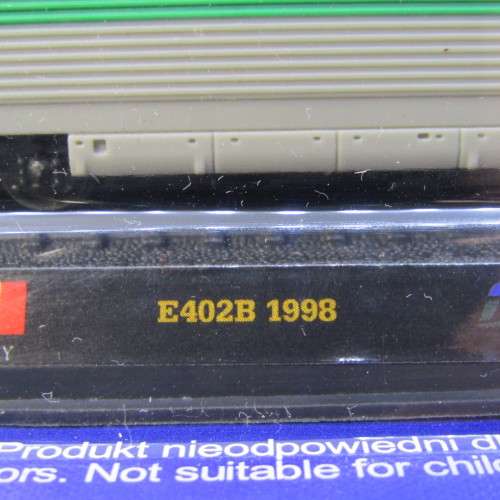 E402B 1998
Y
Produkt nieodpowiedni d
ors. Not suitable for chil